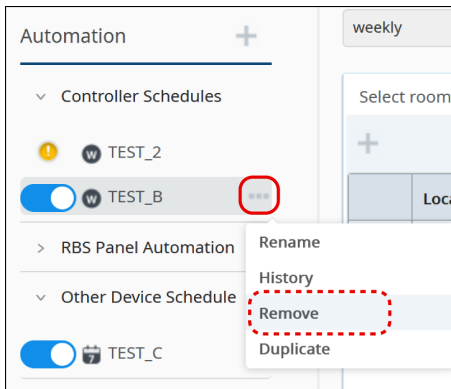 Automation
weekly
Controller Schedules
Select room
W TEST_2
W TEST_B
Loca
RBS Panel Automation
Rename
History
Other Device Schedule
Remove
Duplicate
7 TEST_C